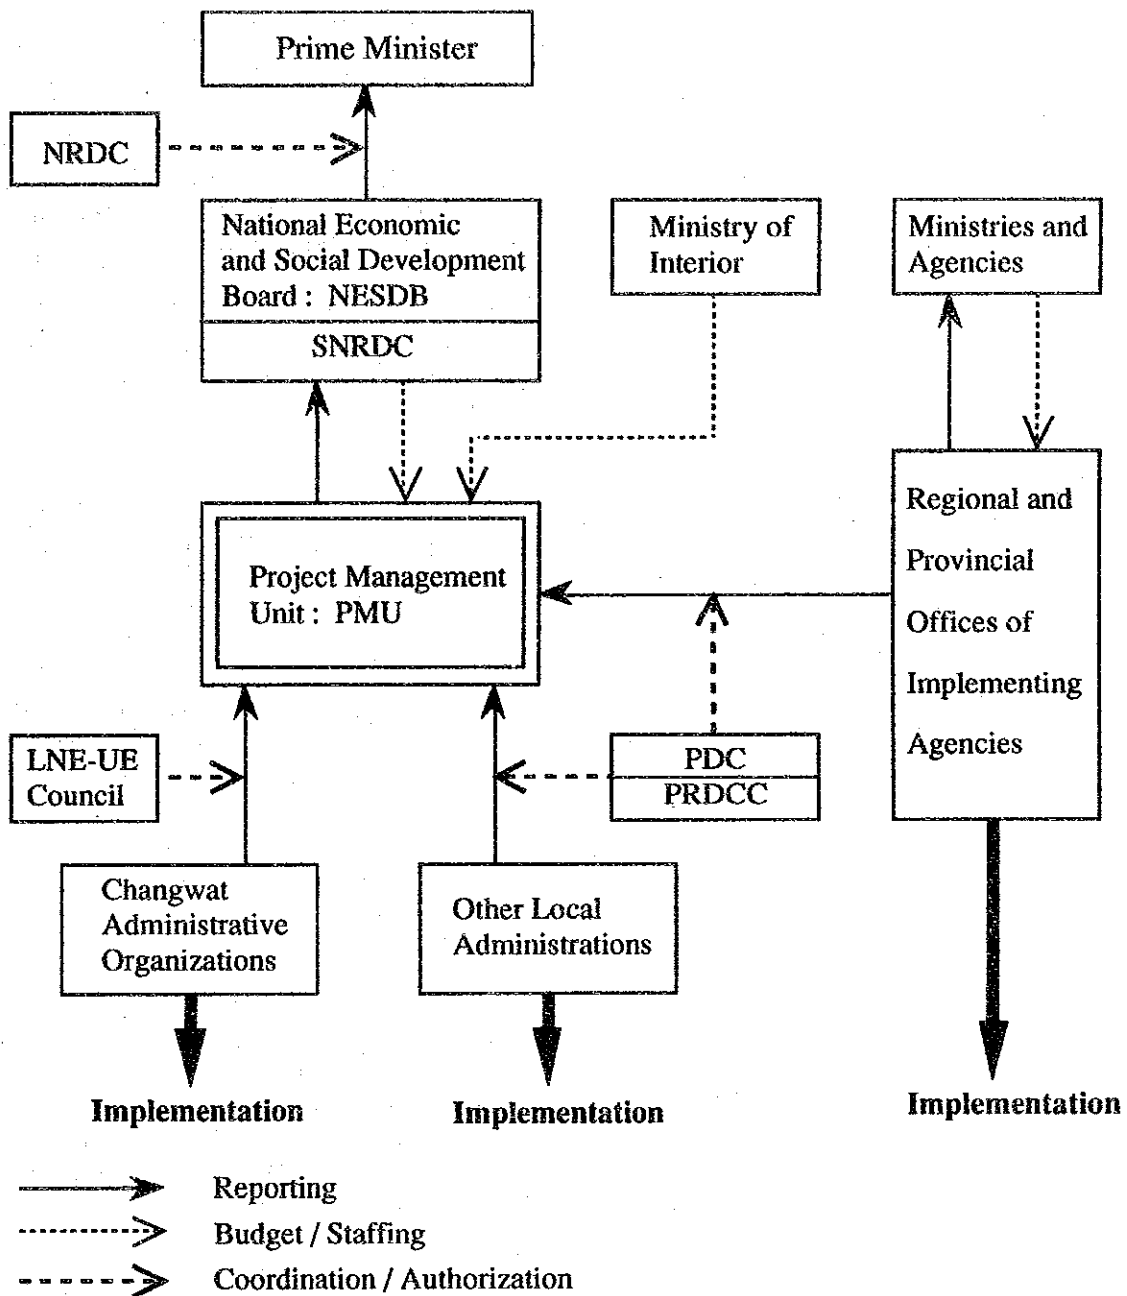 Prime Minister
NRDC
National Economic
and Social Development
Board : NESDB
SNRDC
Ministry of
Interior
Ministries and
Agencies
Project Management
Unit : PMU
Regional and
Provincial
Offices of
Implementing
Agencies
LNE-UE
Council
PDC
PRDCC
Changwat
Administrative
Organizations
Other Local
Administrations
Implementation
Implementation
Implementation
Reporting
Budget / Staffing
Coordination / Authorization